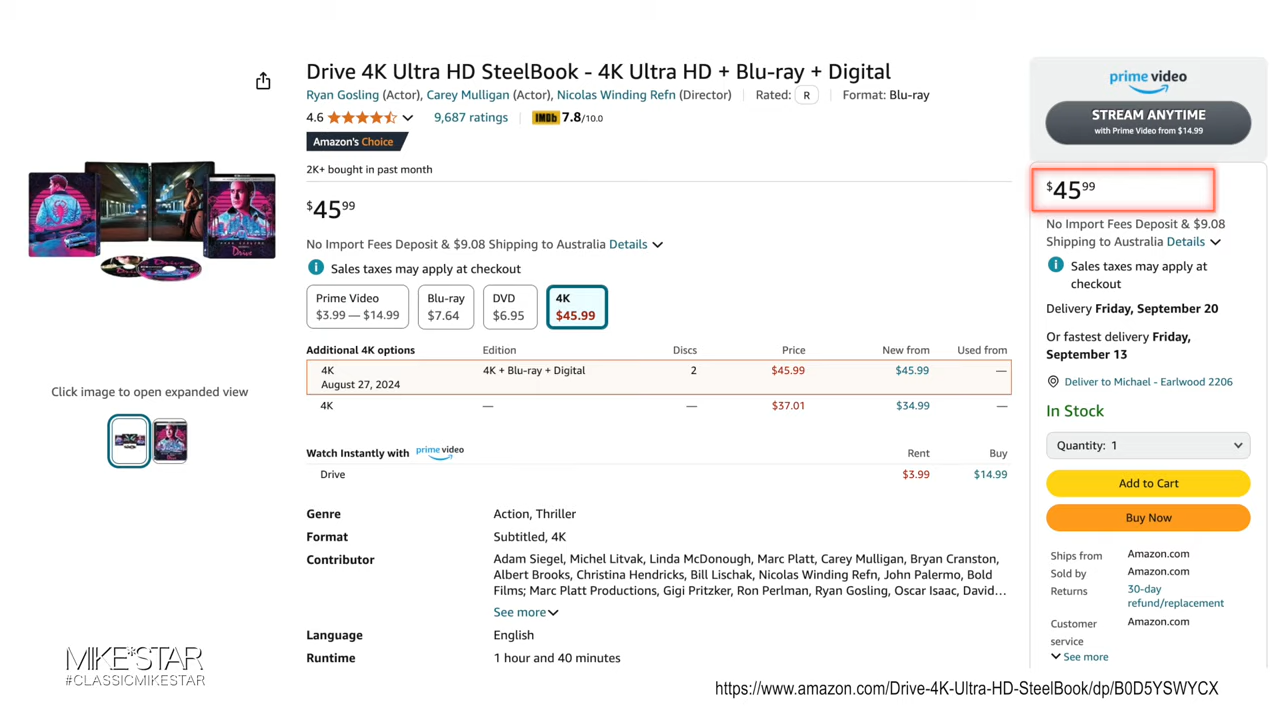 Drive 4K Ultra HD SteelBook - 4K Ultra HD + Blu-ray + Digital
Ryan Gosling (Actor), Carey Mulligan (Actor), Nicolas Winding Refn (Director) Rated: R Format: Blu-ray
4.6 9,687 ratings IMDb 7.8/10.0
Amazon's Choice
2K+ bought in past month
$45.99
No Import Fees Deposit & $9.08 Shipping to Australia Details
Sales taxes may apply at checkout
Prime Video Blu-ray DVD 4K
$3.99 — $14.99 $7.64 $6.95 $45.99
Additional 4K options Edition Discs Price New from Used from
4K 4K + Blu-ray + Digital 2 $45.99 $45.99 —
August 27, 2024
4K — — $37.01 $34.99 —
Watch Instantly with prime video Rent Buy
Drive $3.99 $14.99
Genre Action, Thriller
Format Subtitled, 4K
Contributor Adam Siegel, Michel Litvak, Linda McDonough, Marc Platt, Carey Mulligan, Bryan Cranston,
Albert Brooks, Christina Hendricks, Bill Lischak, Nicolas Winding Refn, John Palermo, Bold
Films; Marc Platt Productions, Gigi Pritzker, Ron Perlman, Ryan Gosling, Oscar Isaac, David…
See more
Language English
Runtime 1 hour and 40 minutes
Click image to open expanded view
Drive
prime video
STREAM ANYTIME
with Prime Video from $14.99
$45.99
No Import Fees Deposit & $9.08
Shipping to Australia Details
Sales taxes may apply at
checkout
Delivery Friday, September 20
Or fastest delivery Friday,
September 13
Deliver to Michael - Earlwood 2206
In Stock
Quantity: 1
Add to Cart
Buy Now
Ships from Amazon.com
Sold by Amazon.com
Returns 30-day
refund/replacement
Customer Amazon.com
service
See more
MIKE*STAR
#CLASSICMIKESTAR
https://www.amazon.com/Drive-4K-Ultra-HD-SteelBook/dp/B0D5YSWYCX